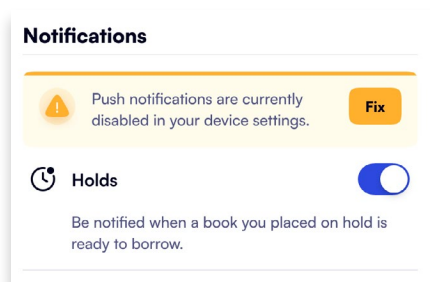 Notifications
Push notifications are currently
disabled in your device settings.
Fix
Holds
Be notified when a book you placed on hold is
ready to borrow.